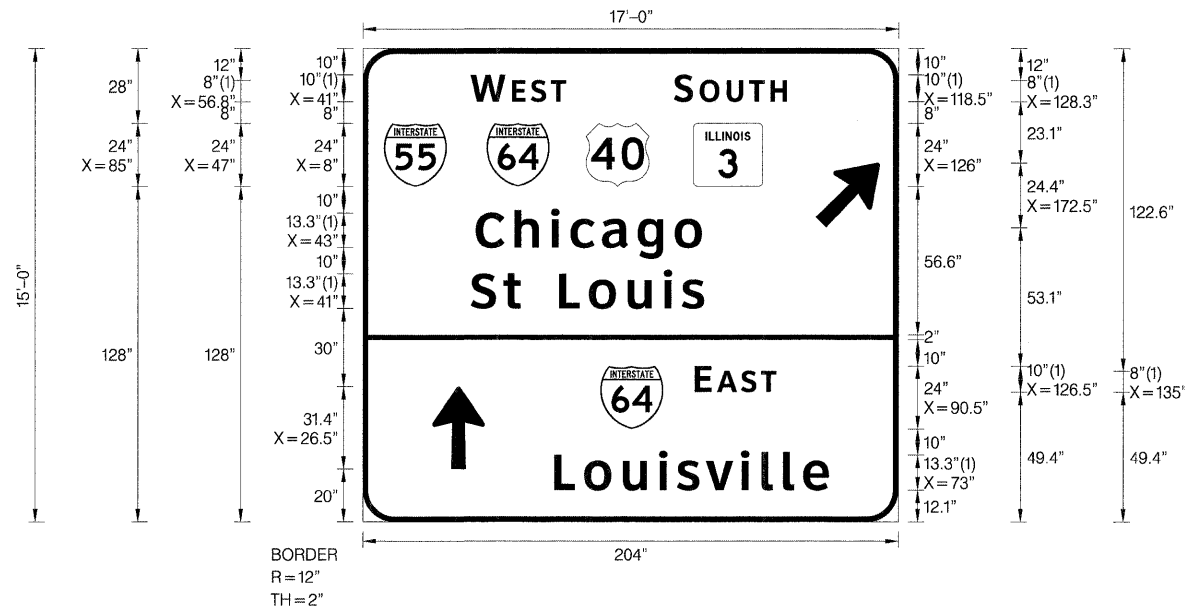 17'-0"
28"
24"
X=85"
128"
15'-0"
12"
8"(1)
X=56.8"
8"
24"
X=47"
128"
10"
10"(1)
X=41"
8"
24"
X=8"
10"
13.3"(1)
X=43"
10"
13.3"(1)
X=41"
30"
31.4"
X=26.5"
20"
WEST SOUTH
INTERSTATE INTERSTATE ILLINOIS
55 64 40 3
Chicago
St Louis
INTERSTATE
64 EAST
Louisville
10"
10"(1)
X=118.5"
8"
24"
X=126"
56.6"
2"
10"
24"
X=90.5"
10"
13.3"(1)
X=73"
12.1"
12"
8"(1)
X=128.3"
23.1"
24.4"
X=172.5"
53.1"
10"(1)
X=126.5"
49.4"
122.6"
8"(1)
X=135"
49.4"
204"
BORDER
R=12"
TH=2"